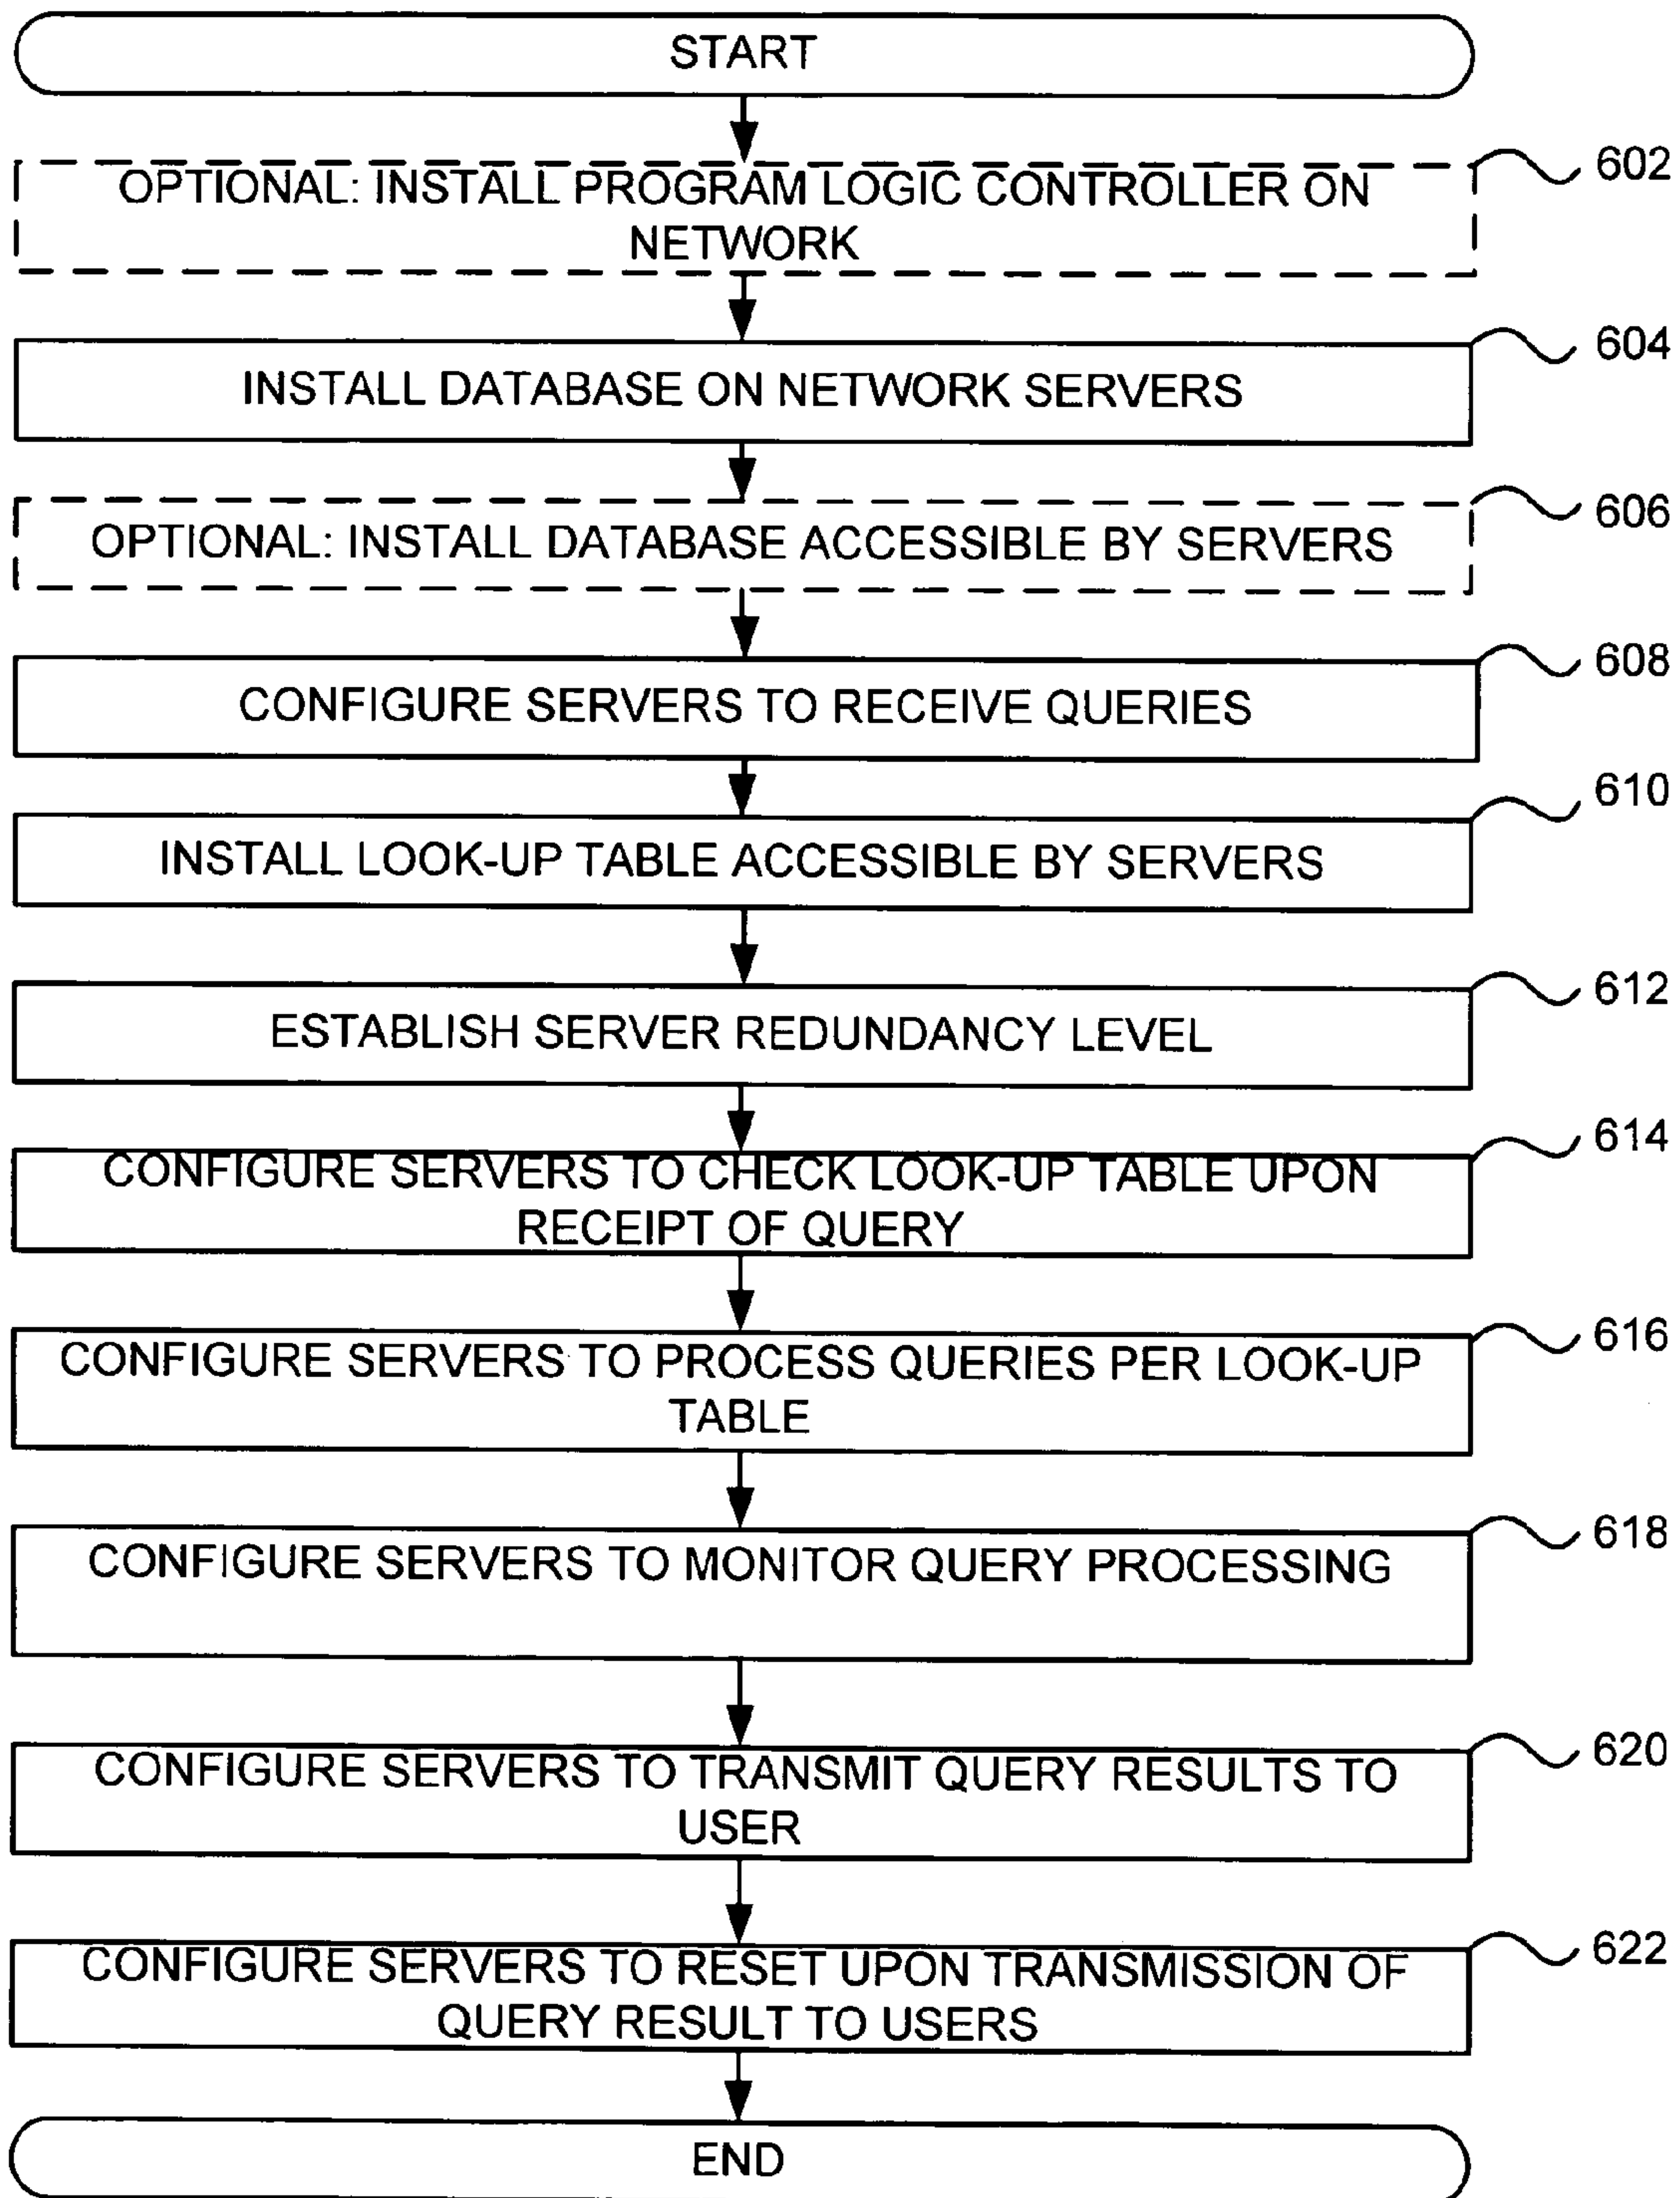 START
602
OPTIONAL: INSTALL PROGRAM LOGIC CONTROLLER ON
NETWORK
604
INSTALL DATABASE ON NETWORK SERVERS
606
OPTIONAL: INSTALL DATABASE ACCESSIBLE BY SERVERS
608
CONFIGURE SERVERS TO RECEIVE QUERIES
610
INSTALL LOOK-UP TABLE ACCESSIBLE BY SERVERS
612
ESTABLISH SERVER REDUNDANCY LEVEL
614
CONFIGURE SERVERS TO CHECK LOOK-UP TABLE UPON
RECEIPT OF QUERY
616
CONFIGURE SERVERS TO PROCESS QUERIES PER LOOK-UP
TABLE
618
CONFIGURE SERVERS TO MONITOR QUERY PROCESSING
620
CONFIGURE SERVERS TO TRANSMIT QUERY RESULTS TO
USER
622
CONFIGURE SERVERS TO RESET UPON TRANSMISSION OF
QUERY RESULT TO USERS
END